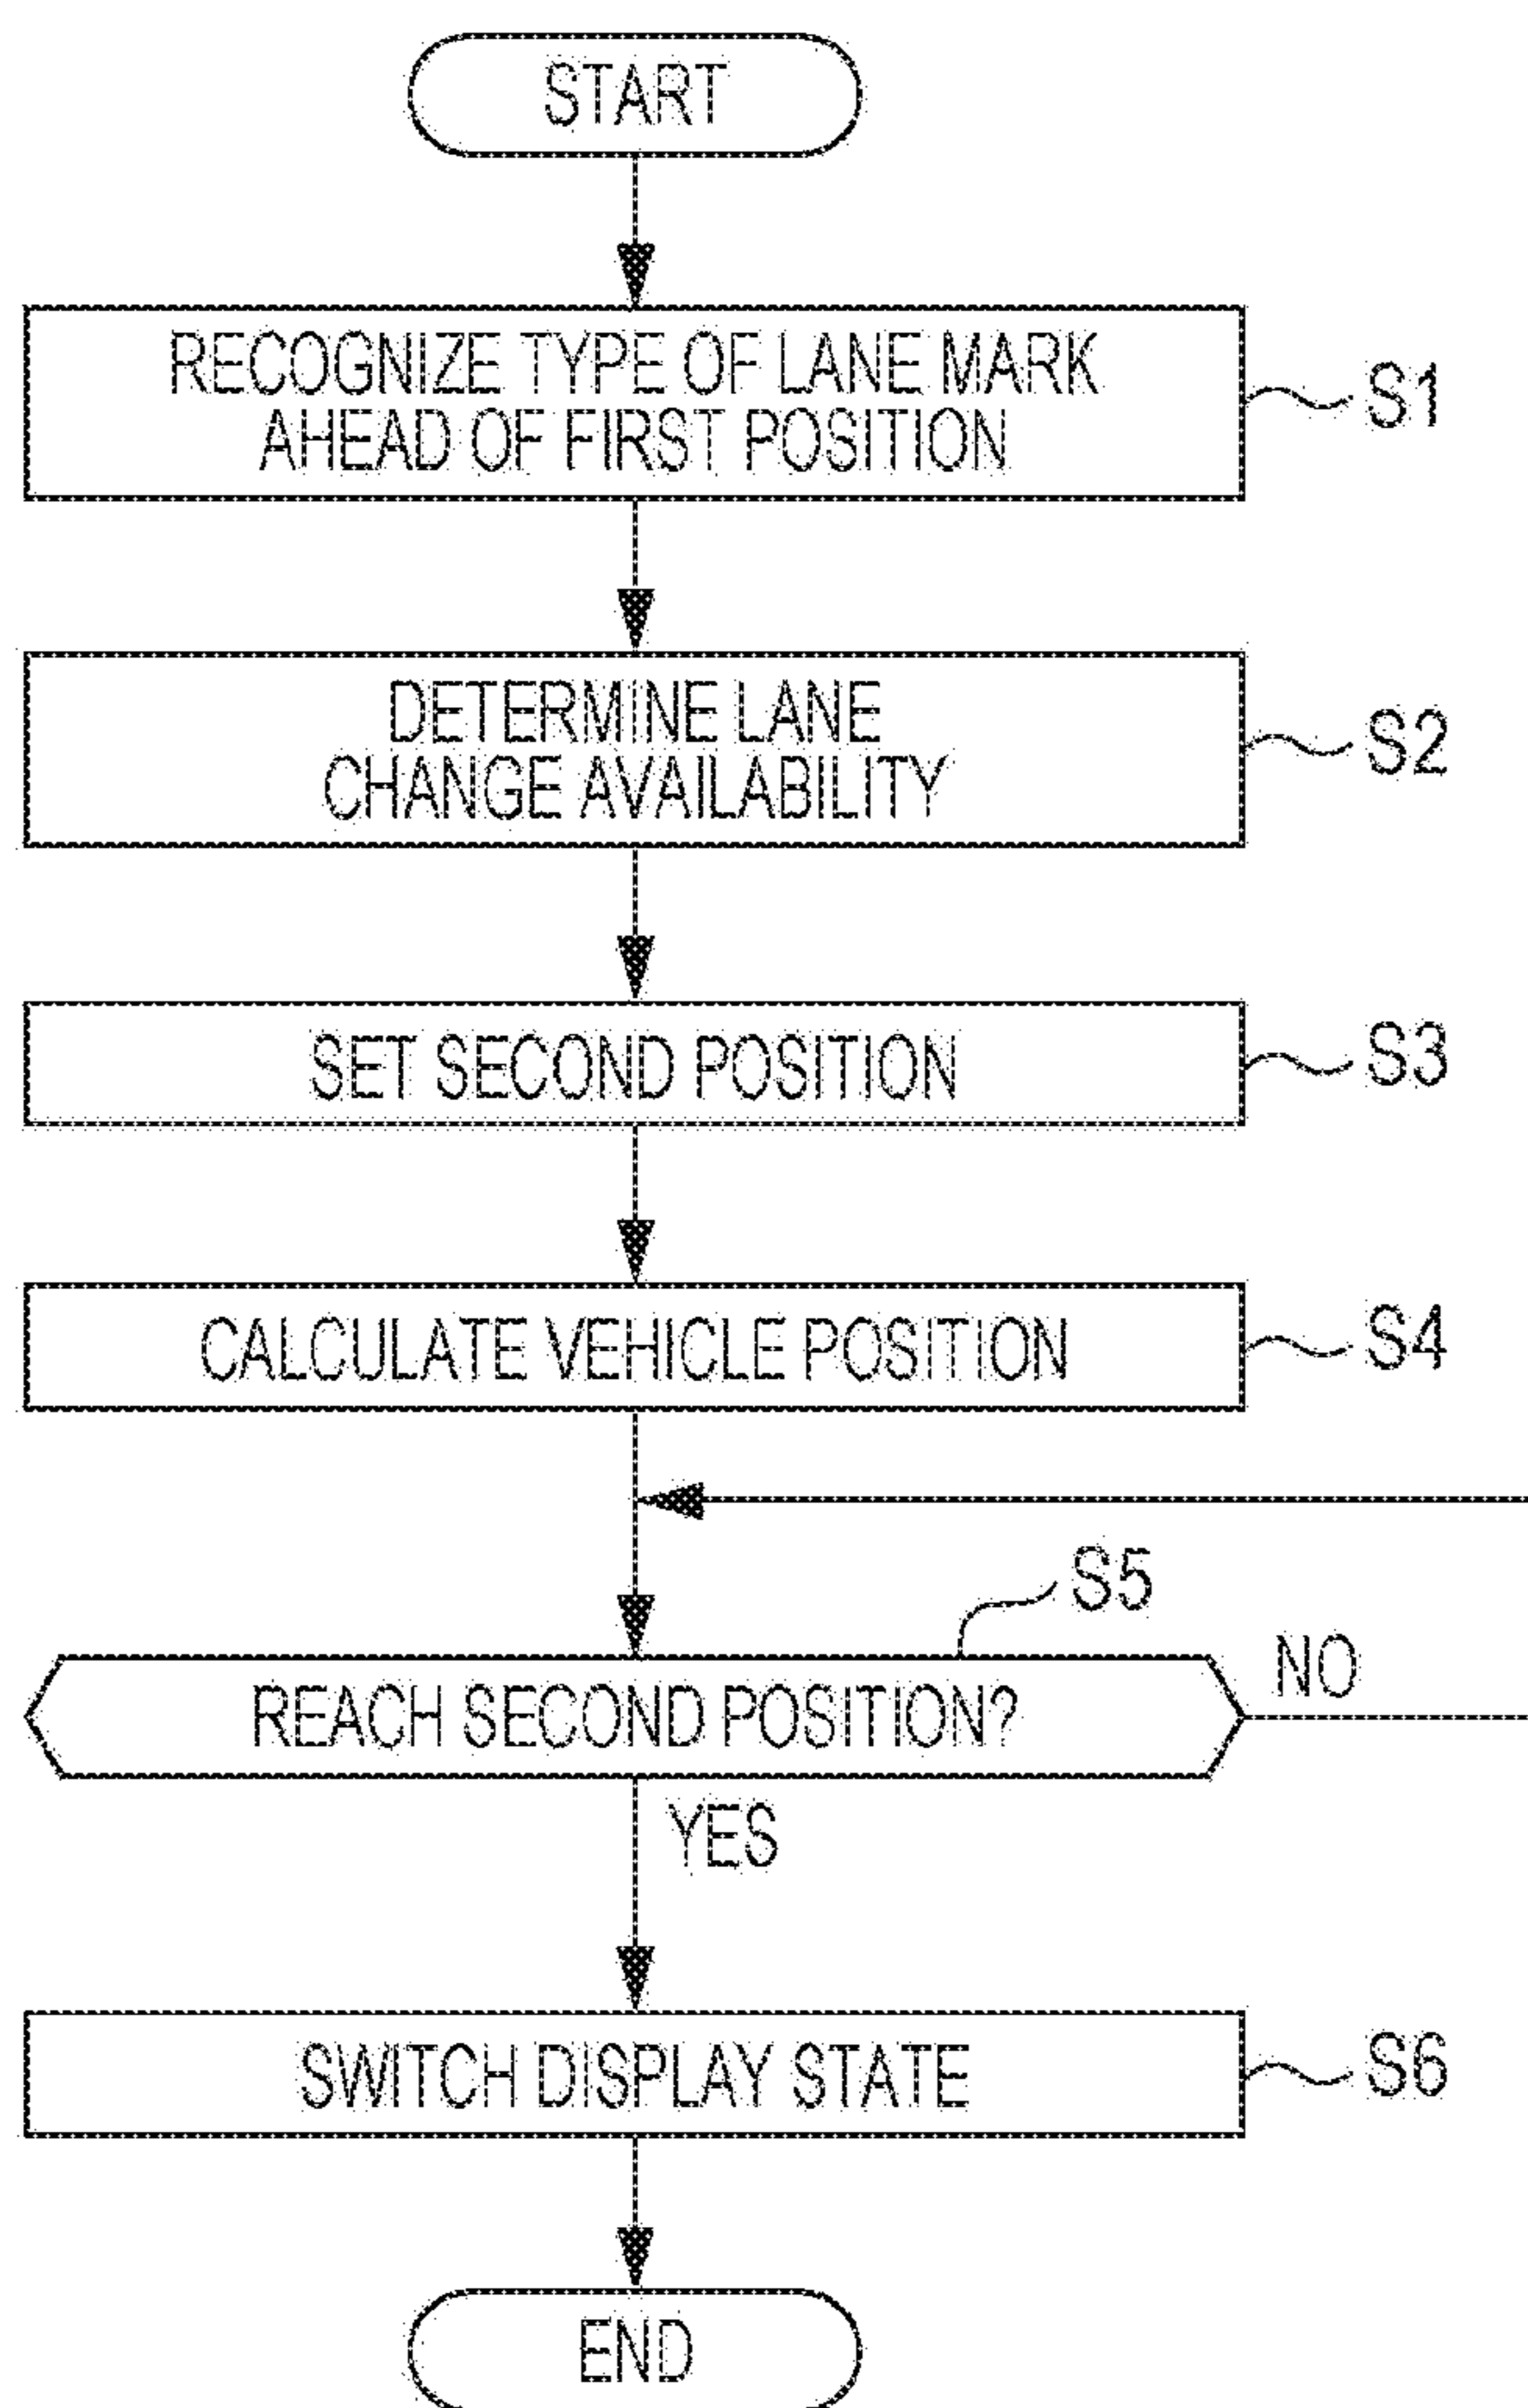 START
RECOGNIZE TYPE OF LANE MARK
AHEAD OF FIRST POSITION
S1
DETERMINE LANE
CHANGE AVAILABILITY
S2
SET SECOND POSITION
S3
CALCULATE VEHICLE POSITION
S4
S5
REACH SECOND POSITION?
NO
YES
SWITCH DISPLAY STATE
S6
END